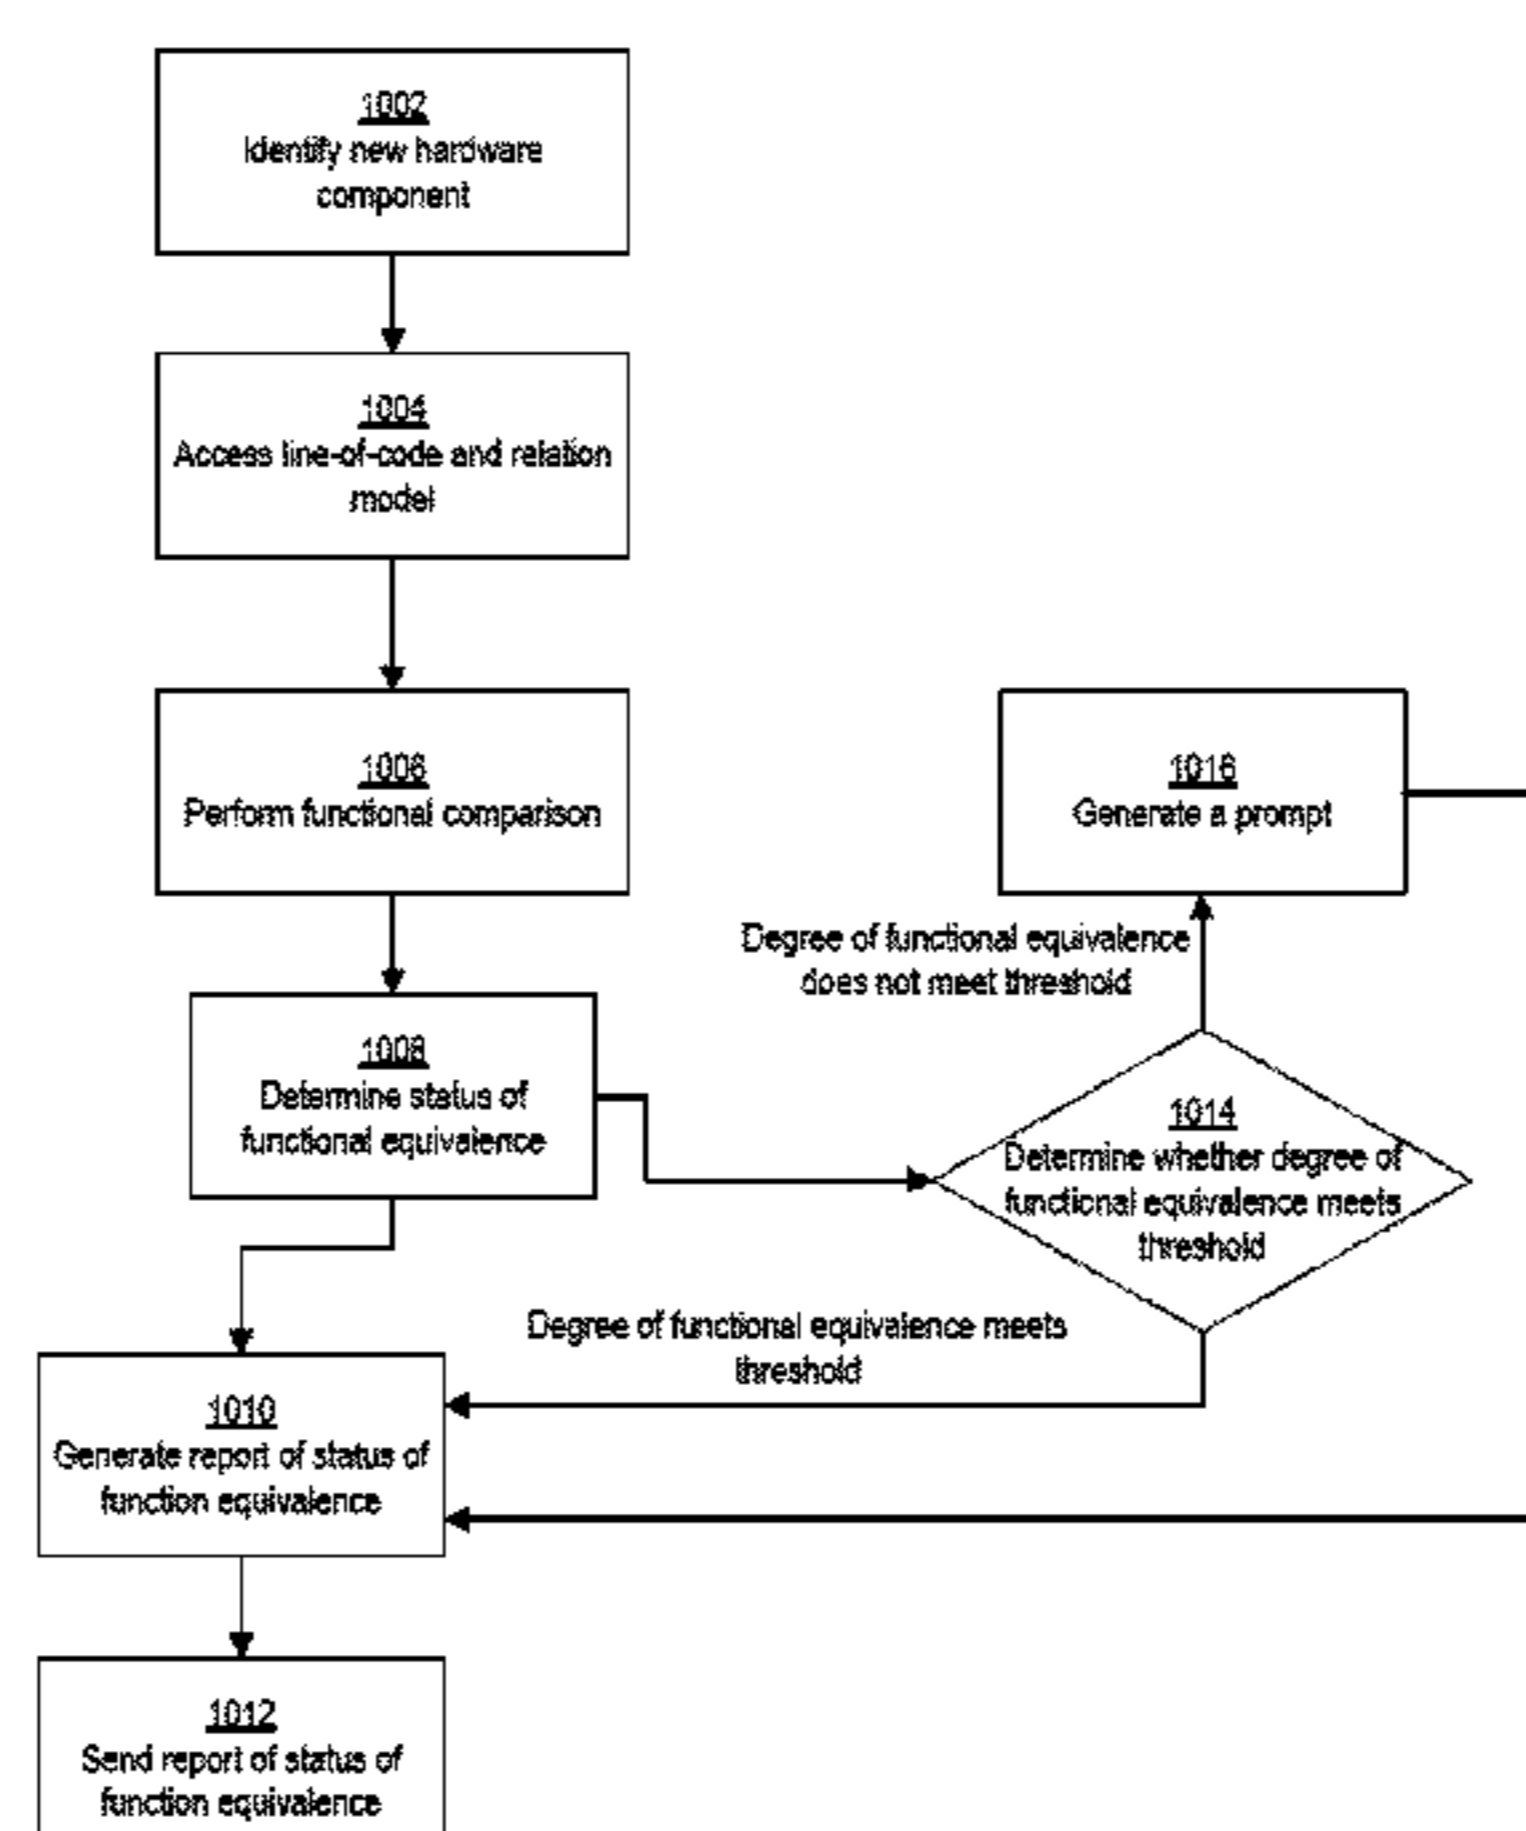 1002
Identify new hardware
component
1004
Access line-of-code and relation
model
1006
Perform functional comparison
1016
Generate a prompt
Degree of functional equivalence
does not meet threshold
1008
Determine status of
functional equivalence
1014
Determine whether degree of
functional equivalence meets
threshold
Degree of functional equivalence meets
threshold
1010
Generate report of status of
function equivalence
1012
Send report of status of
function equivalence